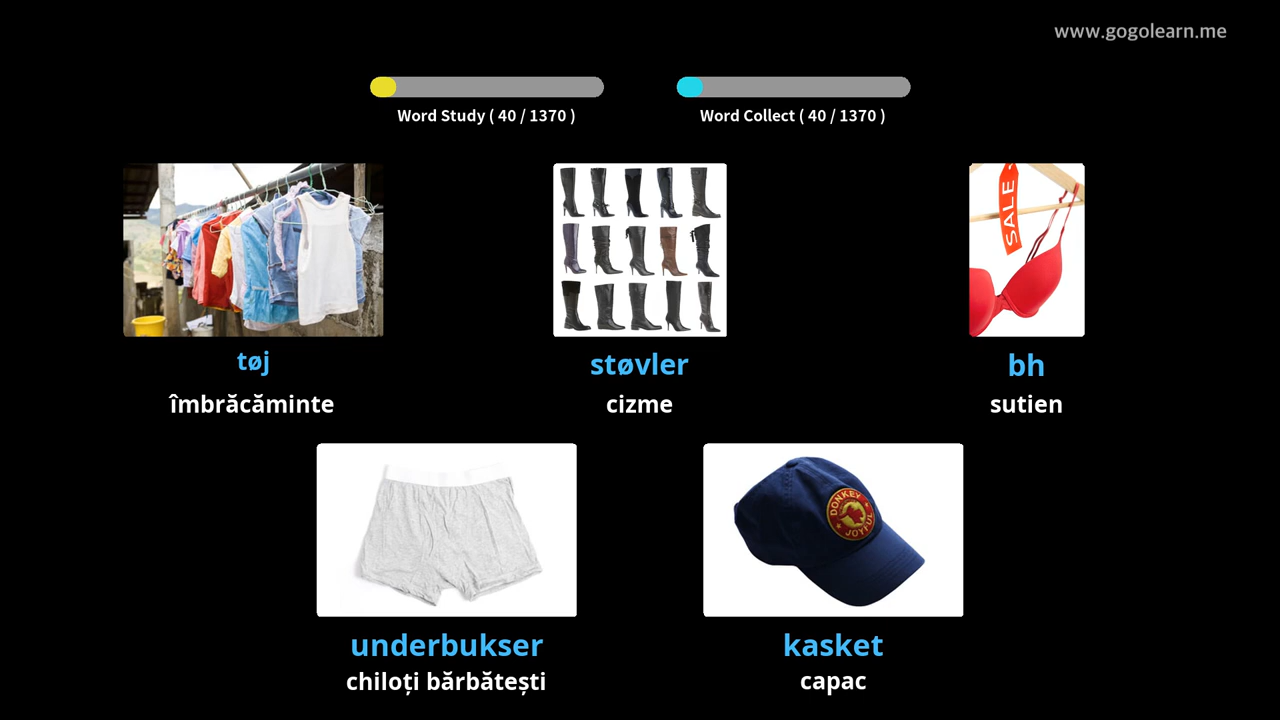 www.gogolearn.me
Word Study ( 40 / 1370 )
Word Collect ( 40 / 1370 )
SALE
tøj
støvler
bh
îmbrăcăminte
cizme
sutien
DONKEY
JOYFUL
underbukser
kasket
chiloți bărbătești
capac